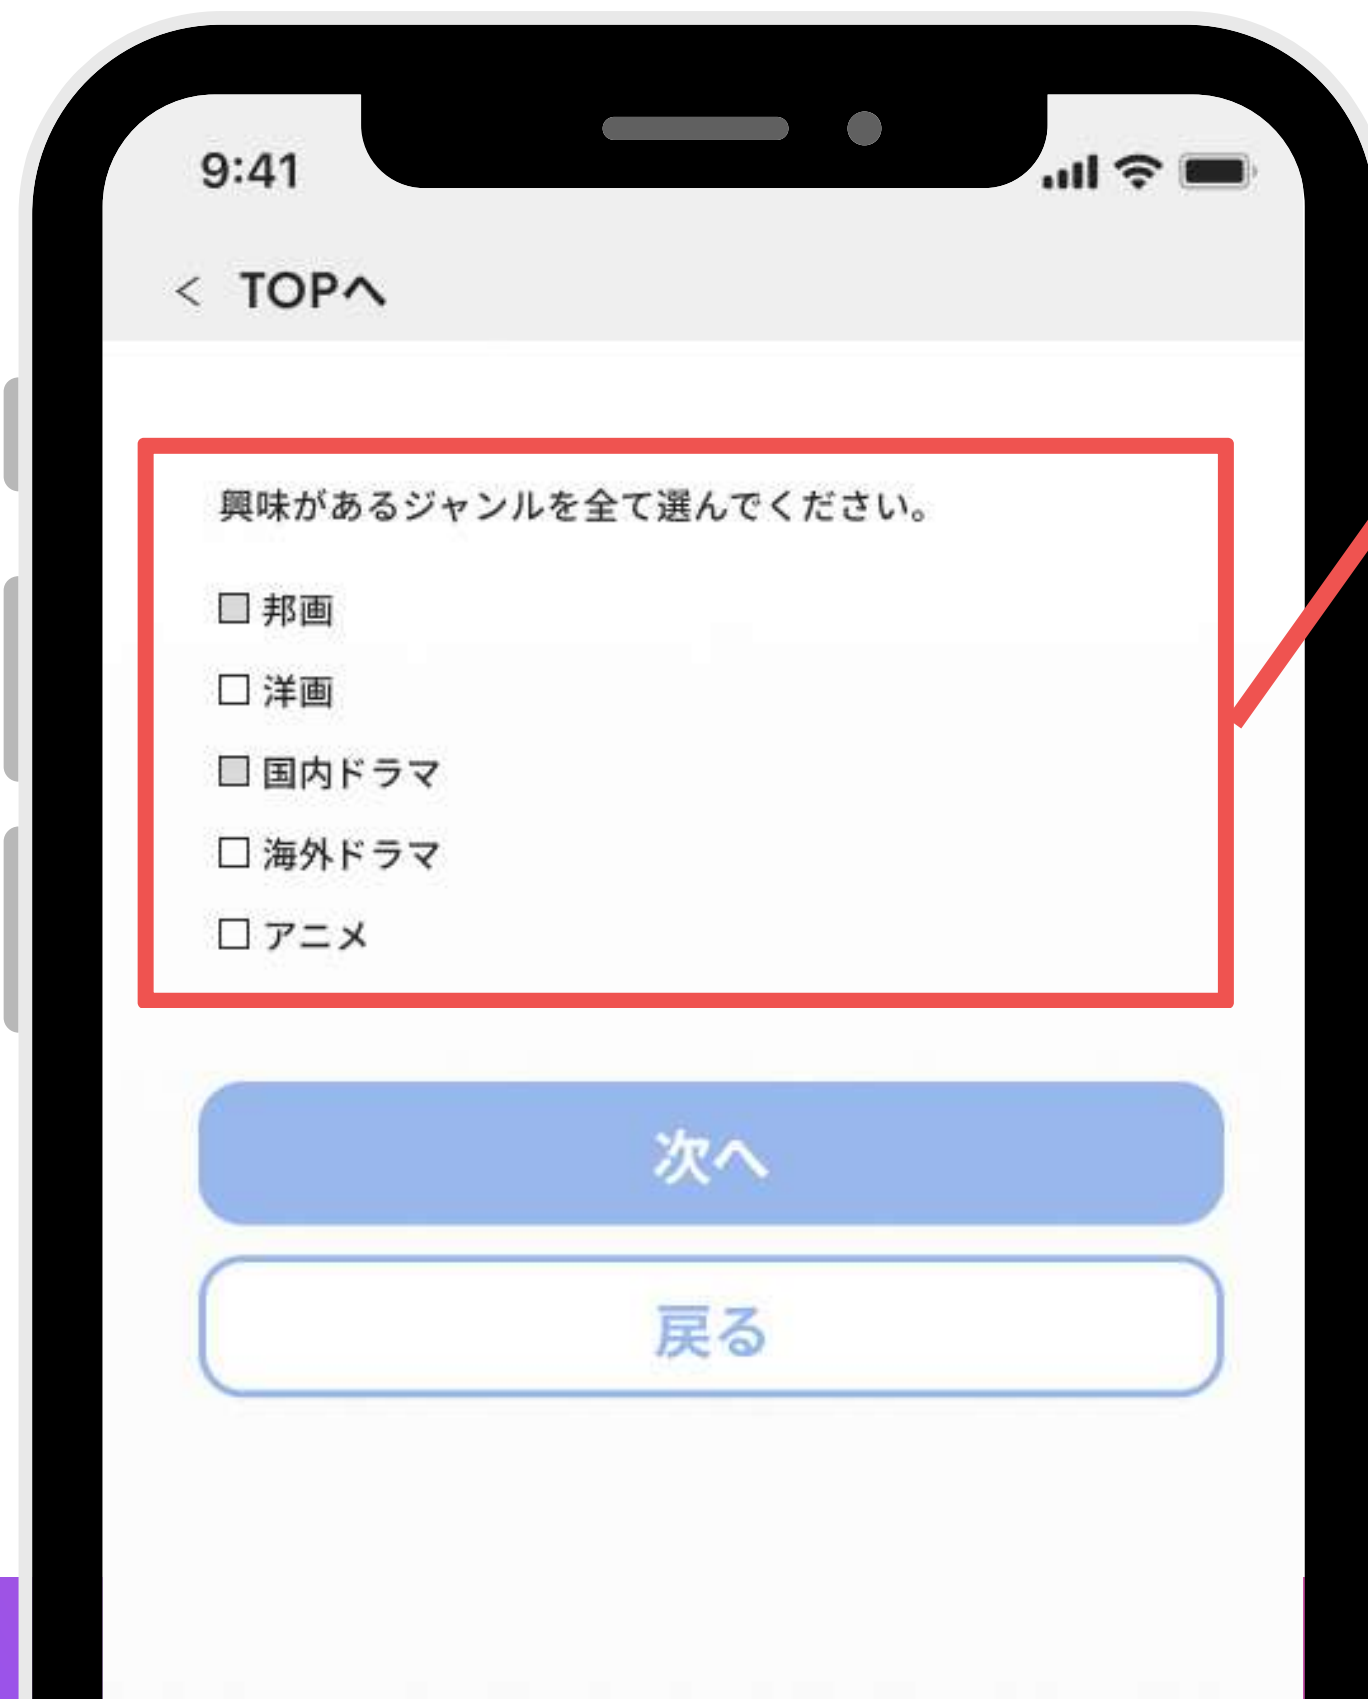 9:41
< TOPへ
興味があるジャンルを全て選んでください。
邦画
洋画
国内ドラマ
海外ドラマ
アニメ
次へ
戻る